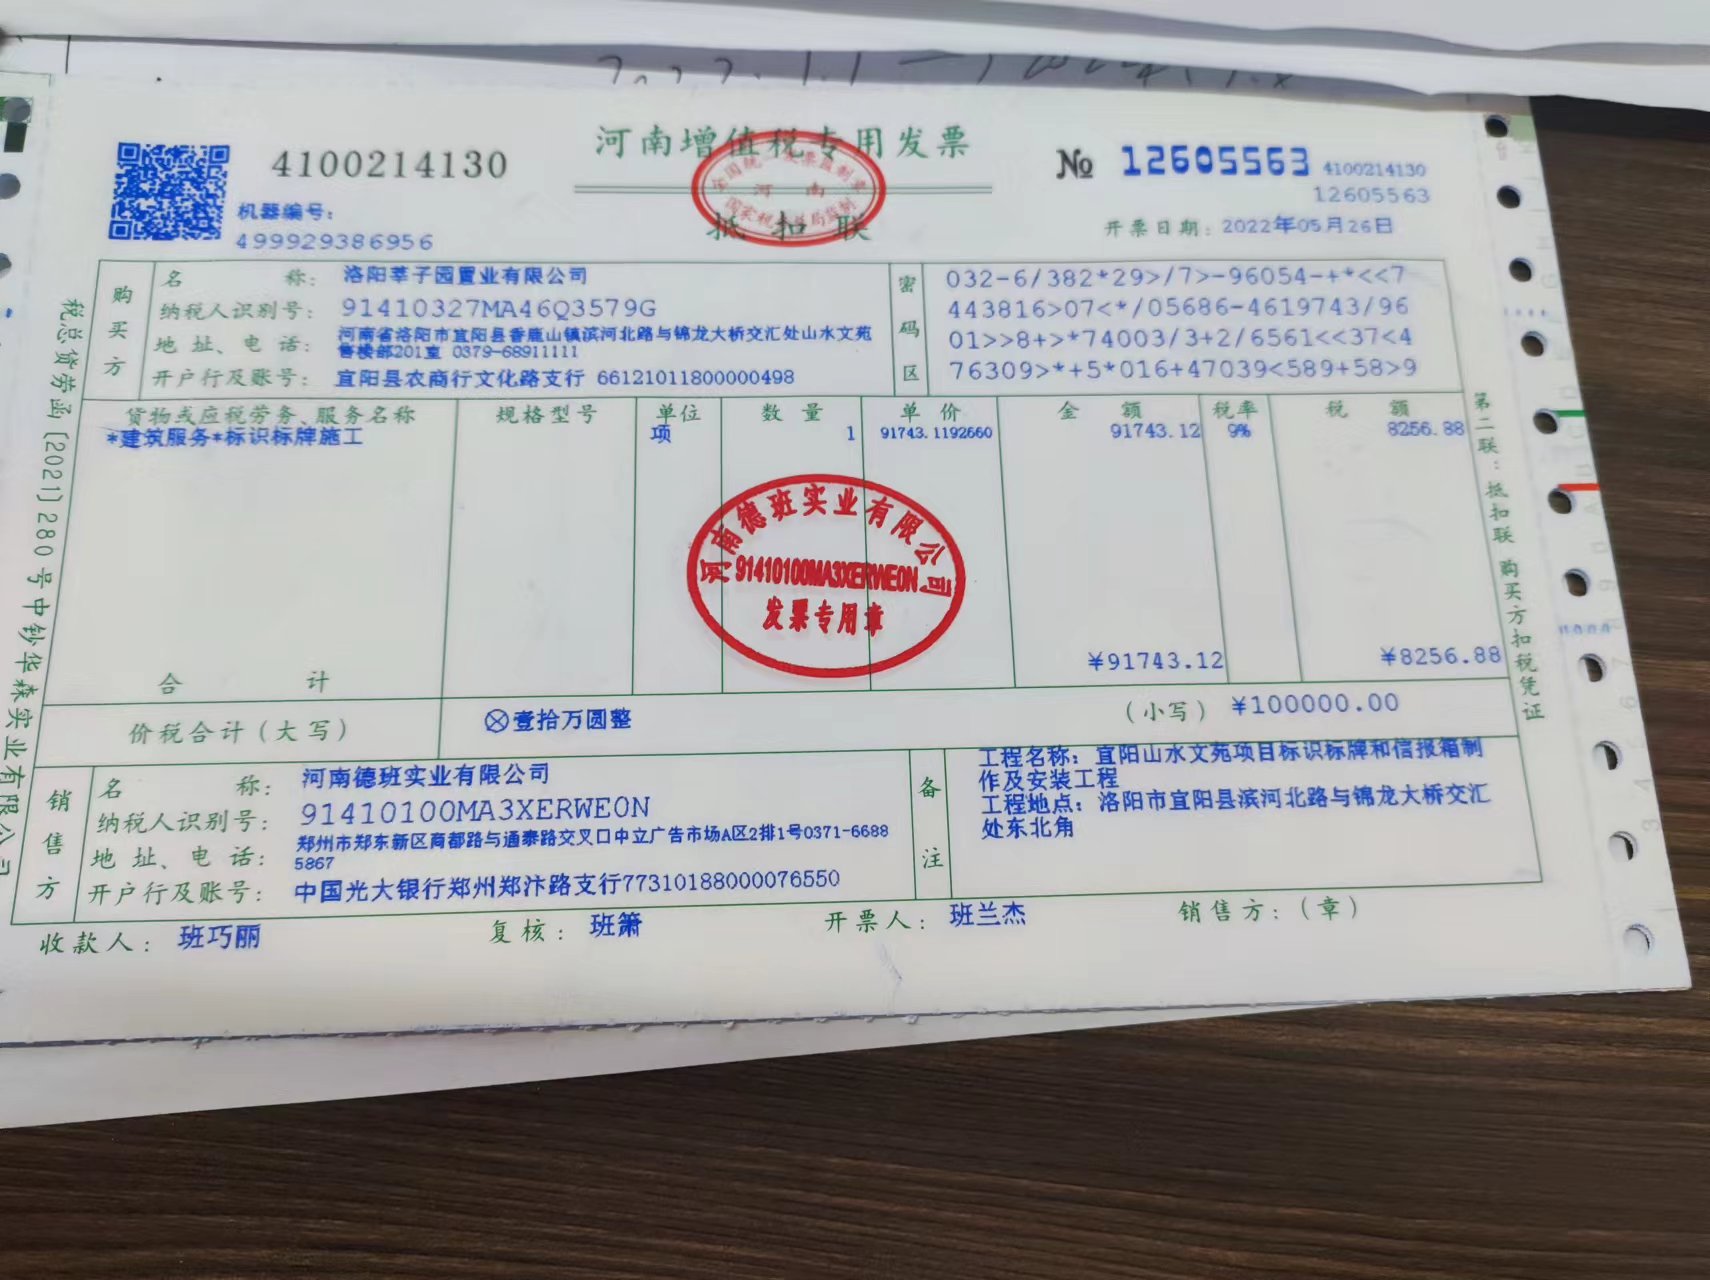 河南增值税专用发票
抵扣联
4100214130
机器编号:
499929386956
№ 12605563 4100214130
12605563
开票日期: 2022年05月26日
全国统一发票监制章
河南
国家税务总局监制
购买方
名 称: 洛阳莘子园置业有限公司
纳税人识别号: 91410327MA46Q3579G
地 址、电 话: 河南省洛阳市宜阳县香鹿山镇滨河北路与锦龙大桥交汇处山水文苑
售楼部201室 0379-68911111
开户行及账号: 宜阳县农商行文化路支行 66121011800000498
密码区
032-6/382*29>/7>-96054-+*<<7
443816>07<*/05686-4619743/96
01>>8+>*74003/3+2/6561<<37<4
76309>*+5*016+47039<589+58>9
货物或应税劳务、服务名称 规格型号 单位 数 量 单 价 金 额 税率 税 额
*建筑服务*标识标牌施工 项 1 91743.1192660 91743.12 9% 8256.88
河南德班实业有限公司
91410100MA3XERWE0N
发票专用章
合 计 ¥91743.12 ¥8256.88
价税合计(大写) ⊗壹拾万圆整 (小写) ¥100000.00
销售方
名 称: 河南德班实业有限公司
纳税人识别号: 91410100MA3XERWE0N
地 址、电 话: 郑州市郑东新区商都路与通泰路交叉口中立广告市场A区2排1号0371-6688
5867
开户行及账号: 中国光大银行郑州郑汴路支行77310188000076550
备注
工程名称: 宜阳山水文苑项目标识标牌和信报箱制
作及安装工程
工程地点: 洛阳市宜阳县滨河北路与锦龙大桥交汇
处东北角
收款人: 班巧丽 复核: 班箫 开票人: 班兰杰 销售方:(章)
税总货劳函[2021]280号中钞华森实业有限公司
第二联:抵扣联 购买方扣税凭证